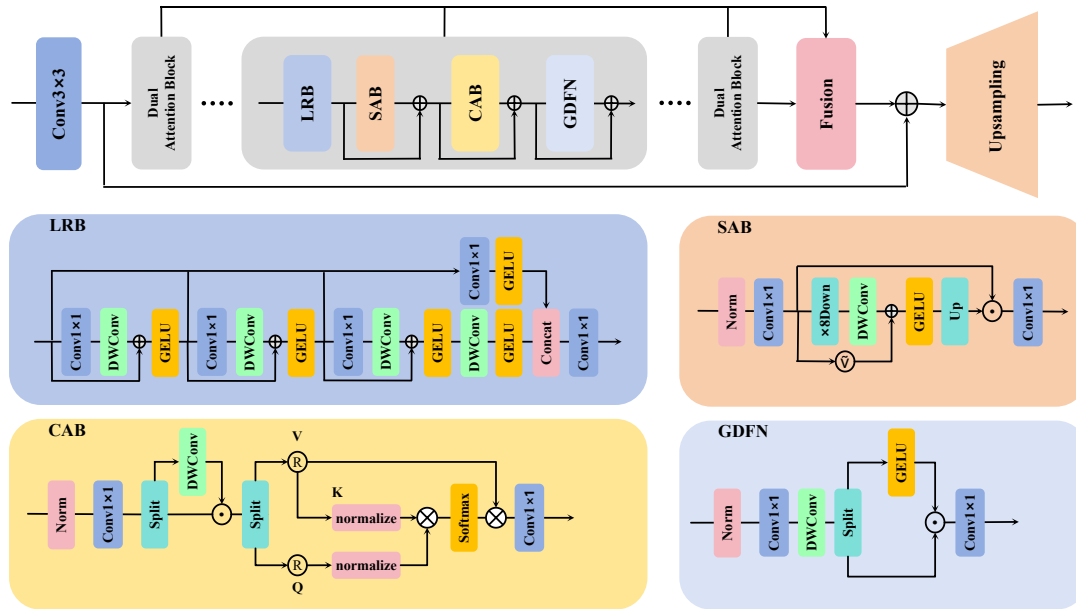 Conv3×3
Dual
Attention Block
LRB
SAB
CAB
GDFN
Dual
Attention Block
Fusion
Upsampling
LRB
Conv1×1
GELU
Conv1×1
DWConv
GELU
Conv1×1
DWConv
GELU
Conv1×1
DWConv
GELU
DWConv
GELU
Concat
Conv1×1
SAB
Norm
Conv1×1
×8Down
DWConv
GELU
Up
Conv1×1
Ṽ
CAB
Norm
Conv1×1
Split
DWConv
Split
V
R
K
normalize
Softmax
Conv1×1
R
normalize
Q
GDFN
Norm
Conv1×1
DWConv
Split
GELU
Conv1×1